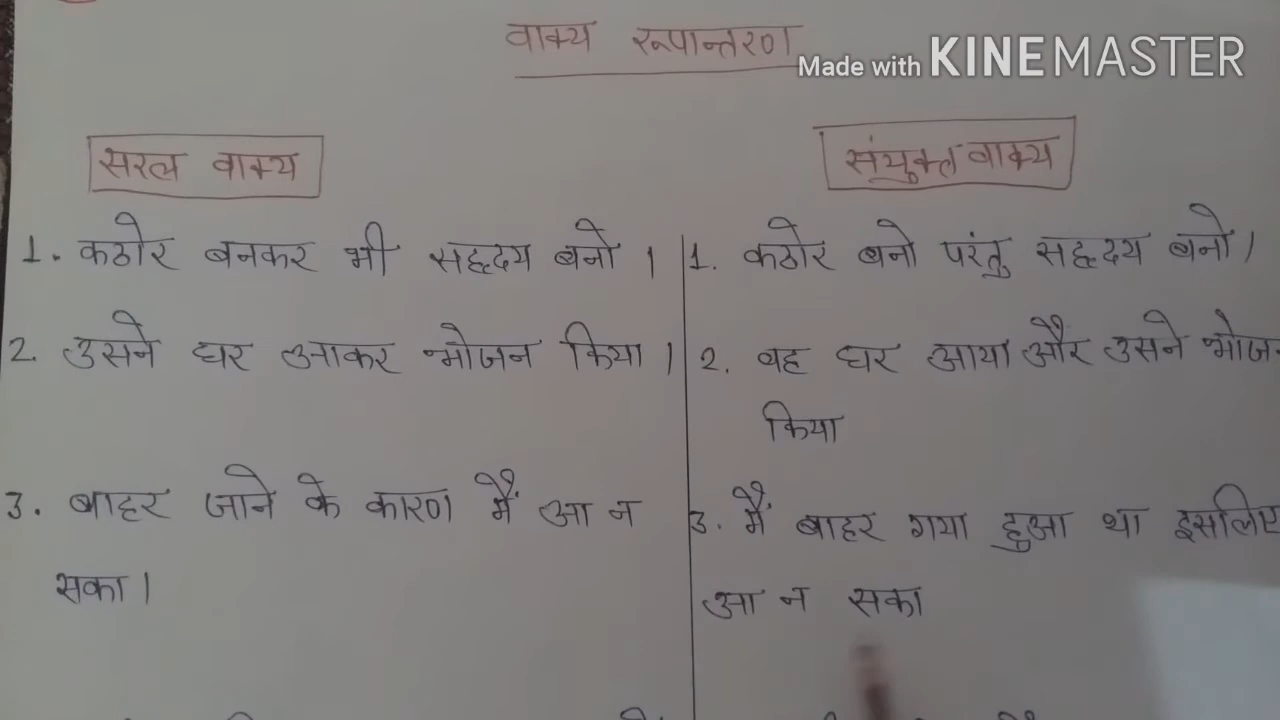 वाक्य रूपान्तरण
Made with KINEMASTER
सरल वाक्य
1. कठोर बनकर भी सहृदय बनो ।
2. उसने घर आकर भोजन किया ।
3. बाहर जाने के कारण मैं आ न
सका ।
संयुक्त वाक्य
1. कठोर बनो परंतु सहृदय बनो ।
2. वह घर आया और उसने भोजन
किया
3. मैं बाहर गया हुआ था इसलिए
आ न सका